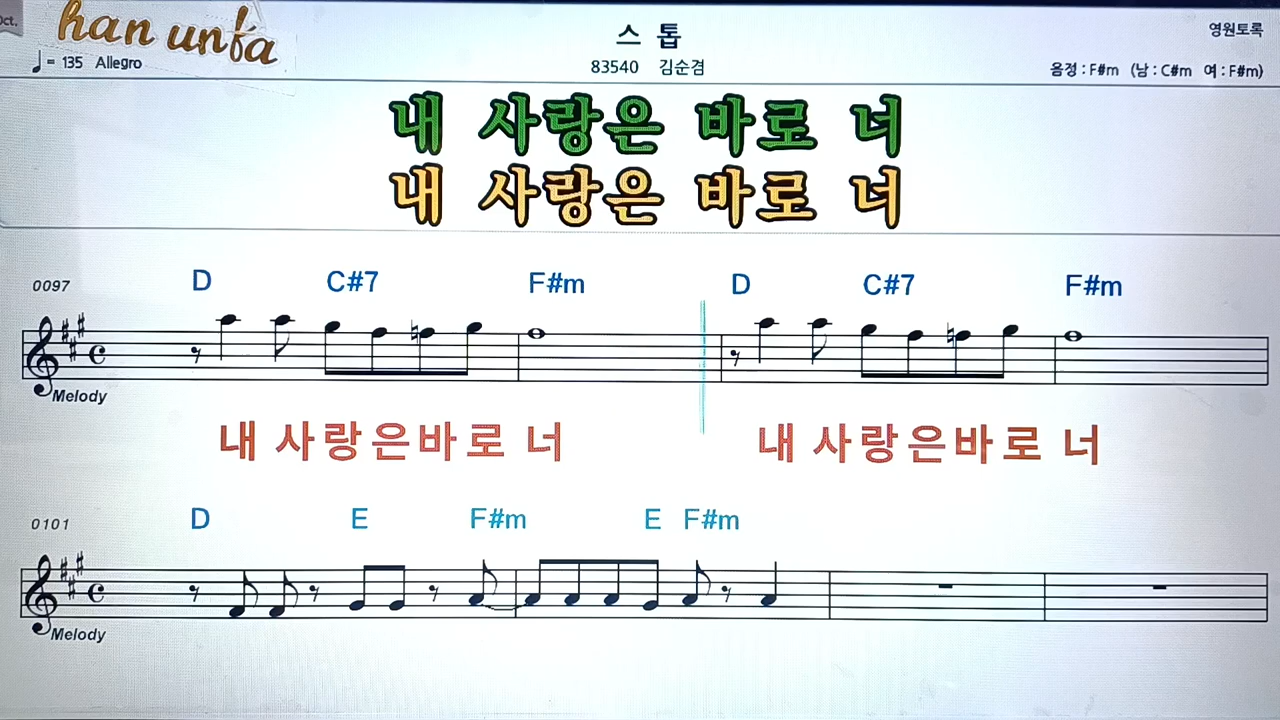 Oct.
han unfa
♩= 135 Allegro
스 톱
83540 김순겸
영원토록
음정 : F#m (남 : C#m 여 : F#m)
내 사랑은 바로 너
내 사랑은 바로 너
0097
D C#7 F#m D C#7 F#m
Melody
내 사랑은바로 너 내 사랑은바로 너
0101
D E F#m E F#m
Melody